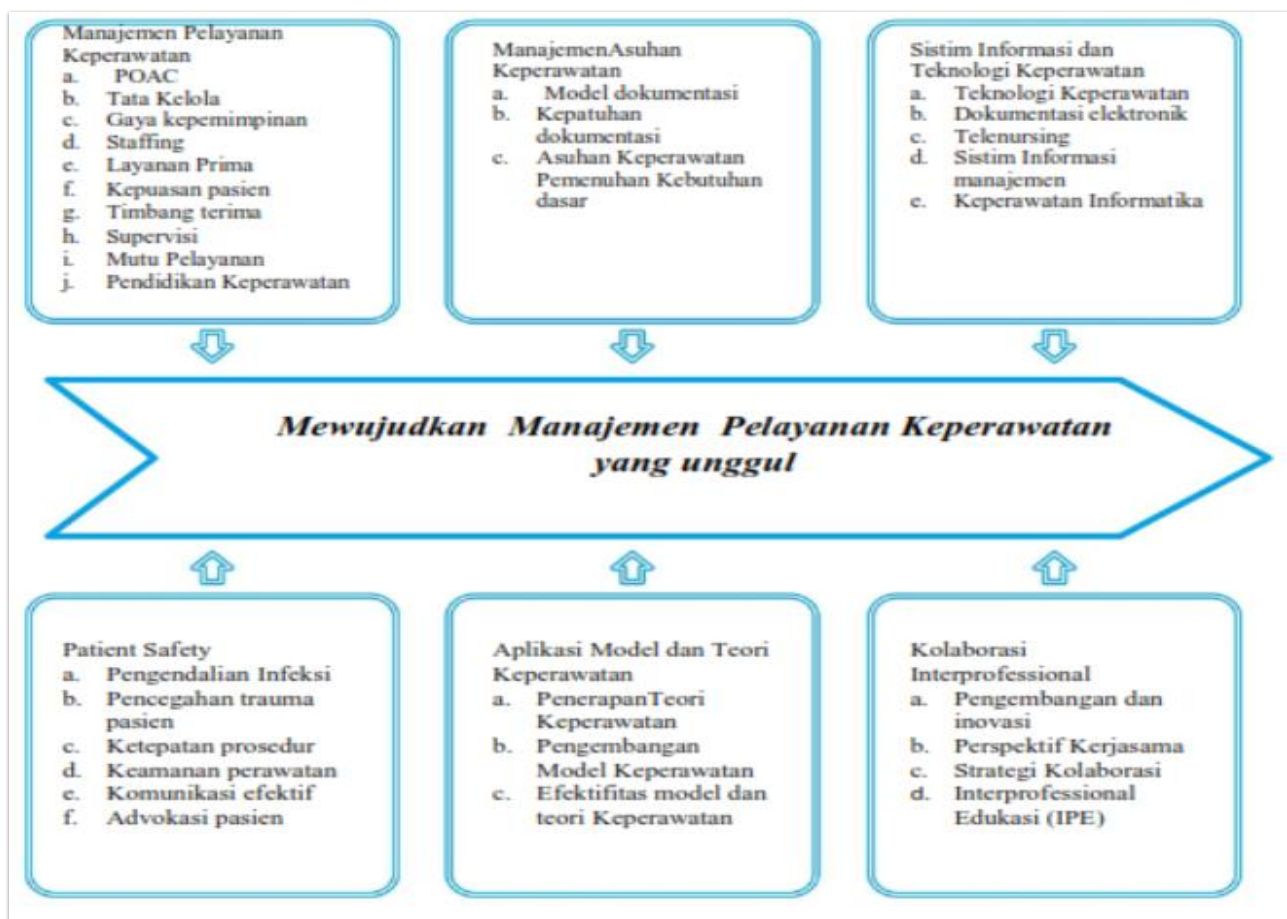 Manajemen Pelayanan
Keperawatan
a. POAC
b. Tata Kelola
c. Gaya kepemimpinan
d. Staffing
e. Layanan Prima
f. Kepuasan pasien
g. Timbang terima
h. Supervisi
i. Mutu Pelayanan
j. Pendidikan Keperawatan
ManajemenAsuhan
Keperawatan
a. Model dokumentasi
b. Kepatuhan
dokumentasi
c. Asuhan Keperawatan
Pemenuhan Kebutuhan
dasar
Sistim Informasi dan
Teknologi Keperawatan
a. Teknologi Keperawatan
b. Dokumentasi elektronik
c. Telenursing
d. Sistim Informasi
manajemen
e. Keperawatan Informatika
Mewujudkan Manajemen Pelayanan Keperawatan
yang unggul
Patient Safety
a. Pengendalian Infeksi
b. Pencegahan trauma
pasien
c. Ketepatan prosedur
d. Keamanan perawatan
e. Komunikasi efektif
f. Advokasi pasien
Aplikasi Model dan Teori
Keperawatan
a. PenerapanTeori
Keperawatan
b. Pengembangan
Model Keperawatan
c. Efektifitas model dan
teori Keperawatan
Kolaborasi
Interprofessional
a. Pengembangan dan
inovasi
b. Perspektif Kerjasama
c. Strategi Kolaborasi
d. Interprofessional
Edukasi (IPE)